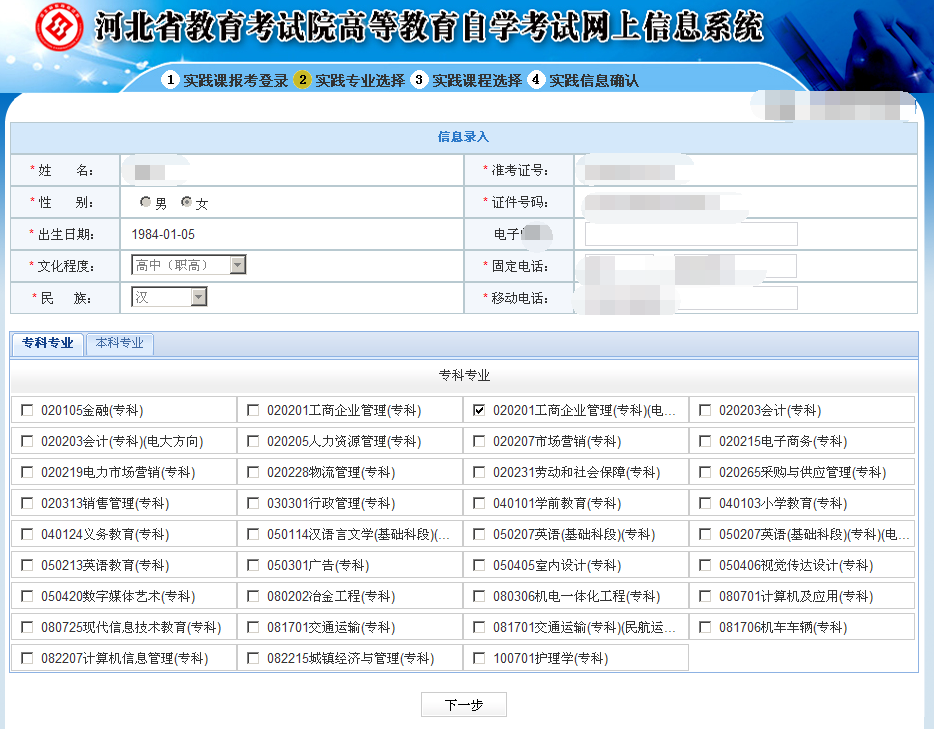 河北省教育考试院高等教育自学考试网上信息系统
1 实践课报考登录 2 实践专业选择 3 实践课程选择 4 实践信息确认
信息录入
*姓 名: *准考证号:
*性 别: 男 女 *证件号码:
*出生日期: 1984-01-05 电子
*文化程度: 高中（职高） *固定电话:
*民 族: 汉 *移动电话:
专科专业 本科专业
专科专业
020105金融(专科) 020201工商企业管理(专科) 020201工商企业管理(专科)(电... 020203会计(专科)
020203会计(专科)(电大方向) 020205人力资源管理(专科) 020207市场营销(专科) 020215电子商务(专科)
020219电力市场营销(专科) 020228物流管理(专科) 020231劳动和社会保障(专科) 020265采购与供应管理(专科)
020313销售管理(专科) 030301行政管理(专科) 040101学前教育(专科) 040103小学教育(专科)
040124义务教育(专科) 050114汉语言文学(基础科段)(... 050207英语(基础科段)(专科) 050207英语(基础科段)(专科)(电...
050213英语教育(专科) 050301广告(专科) 050405室内设计(专科) 050406视觉传达设计(专科)
050420数字媒体艺术(专科) 080202冶金工程(专科) 080306机电一体化工程(专科) 080701计算机及应用(专科)
080725现代信息技术教育(专科) 081701交通运输(专科) 081701交通运输(专科)(民航运... 081706机车车辆(专科)
082207计算机信息管理(专科) 082215城镇经济与管理(专科) 100701护理学(专科)
下一步